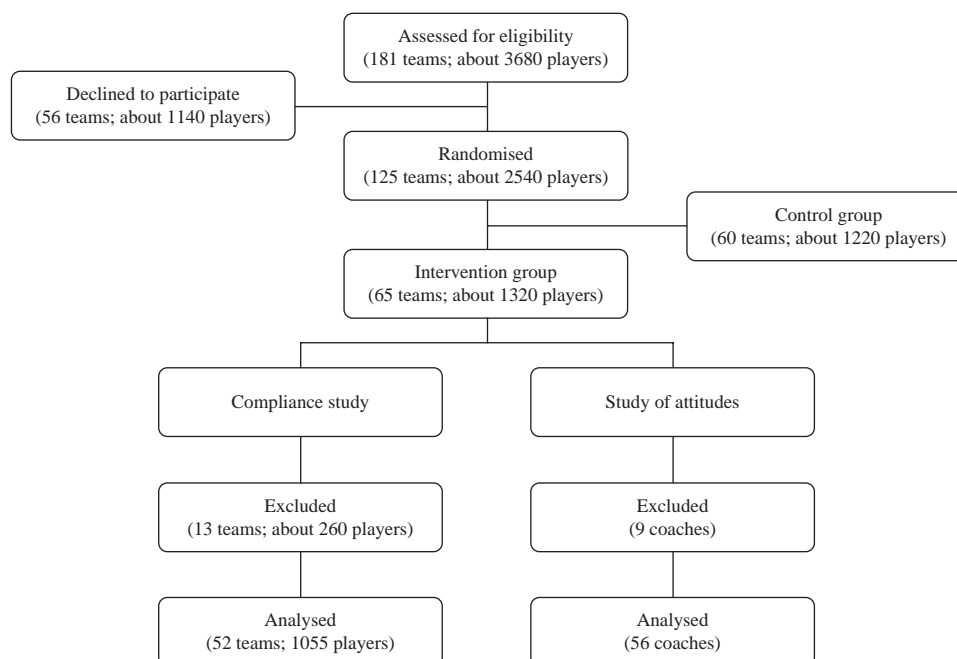 Assessed for eligibility
(181 teams; about 3680 players)
Declined to participate
(56 teams; about 1140 players)
Randomised
(125 teams; about 2540 players)
Control group
(60 teams; about 1220 players)
Intervention group
(65 teams; about 1320 players)
Compliance study
Study of attitudes
Excluded
(13 teams; about 260 players)
Excluded
(9 coaches)
Analysed
(52 teams; 1055 players)
Analysed
(56 coaches)